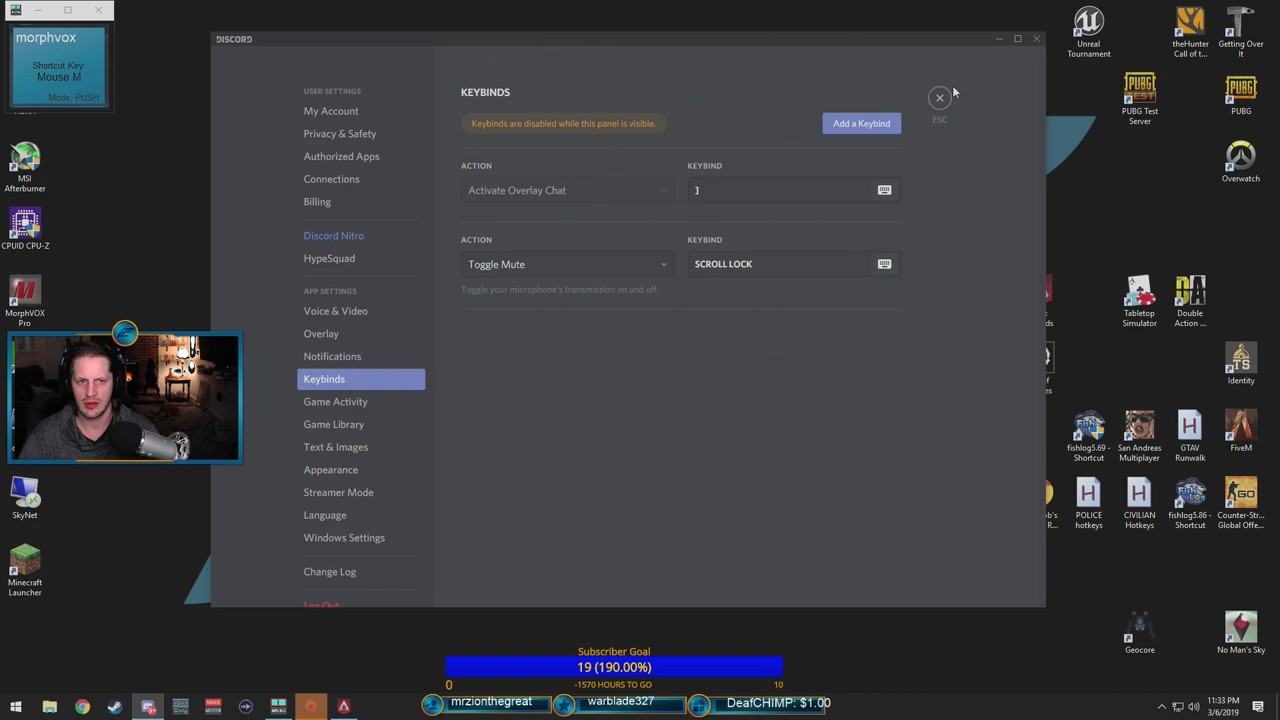 morphvox
Shortcut Key:
Mouse M
Mode: PUSH
MSI
Afterburner
CPUID CPU-Z
MorphVOX
Pro
SkyNet
Minecraft
Launcher
DISCORD
USER SETTINGS
My Account
Privacy & Safety
Authorized Apps
Connections
Billing
Discord Nitro
HypeSquad
APP SETTINGS
Voice & Video
Overlay
Notifications
Keybinds
Game Activity
Game Library
Text & Images
Appearance
Streamer Mode
Language
Windows Settings
Change Log
Log Out
KEYBINDS
Keybinds are disabled while this panel is visible.
Add a Keybind
ESC
ACTION
KEYBIND
Activate Overlay Chat
]
ACTION
KEYBIND
Toggle Mute
SCROLL LOCK
Toggle your microphone's transmission on and off.
Unreal
Tournament
theHunter
Call of t...
Getting Over
It
TEST
PUBG
PUBG Test
Server
PUBG
Overwatch
Tabletop
Simulator
Double
Action ...
TS
Identity
fishlog5.69 -
Shortcut
San Andreas
Multiplayer
GTAV
Runwalk
FiveM
POLICE
hotkeys
CIVILIAN
Hotkeys
fishlog5.86 -
Shortcut
GO
Counter-Str...
Global Offe...
Geocore
No Man's Sky
Subscriber Goal
19 (190.00%)
0
-1570 HOURS TO GO
10
mrzionthegreat
warblade327
DeafCHIMP: $1.00
11:33 PM
3/6/2019